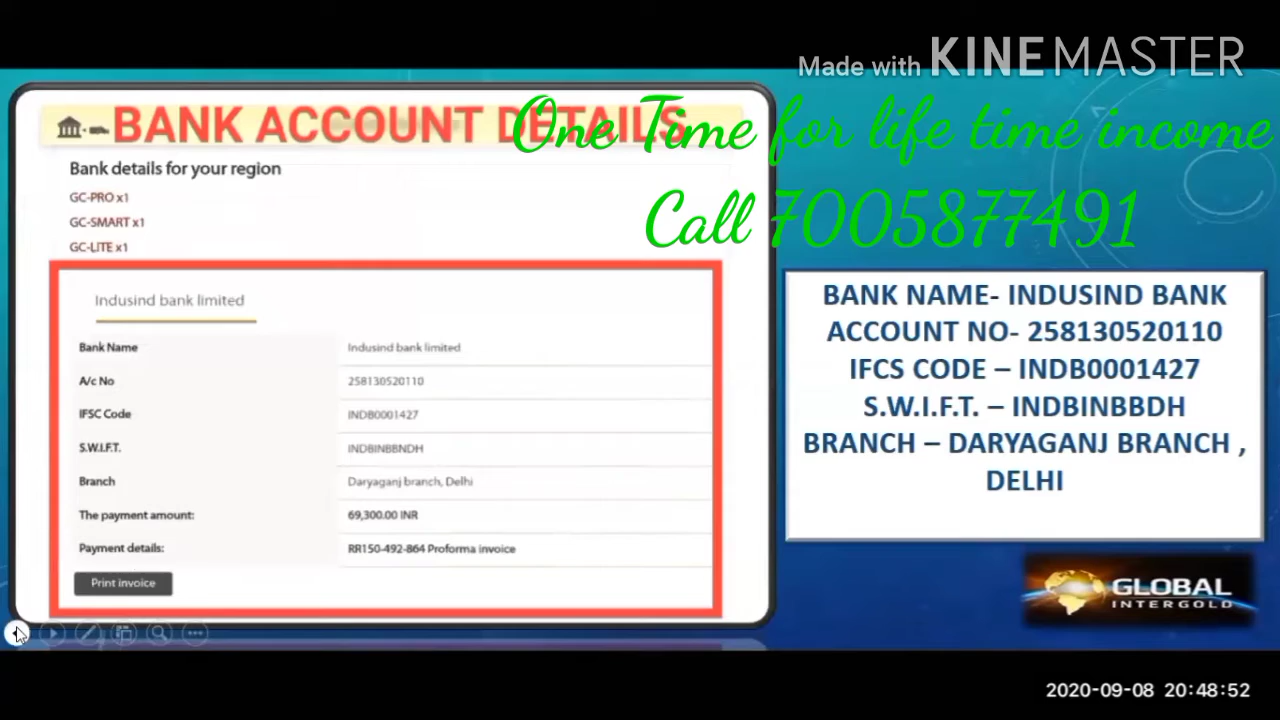 Made with KINEMASTER
BANK ACCOUNT DETAILS
One Time for life time income
Call 7005877491
Bank details for your region
GC-PRO x1
GC-SMART x1
GC-LITE x1
Indusind bank limited
Bank Name Indusind bank limited
A/c No 258130520110
IFSC Code INDB0001427
S.W.I.F.T. INDBINBBNDH
Branch Daryaganj branch, Delhi
The payment amount: 69,300.00 INR
Payment details: RR150-492-864 Proforma invoice
Print invoice
BANK NAME- INDUSIND BANK
ACCOUNT NO- 258130520110
IFCS CODE – INDB0001427
S.W.I.F.T. – INDBINBBDH
BRANCH – DARYAGANJ BRANCH ,
DELHI
GLOBAL
INTERGOLD
2020-09-08 20:48:52